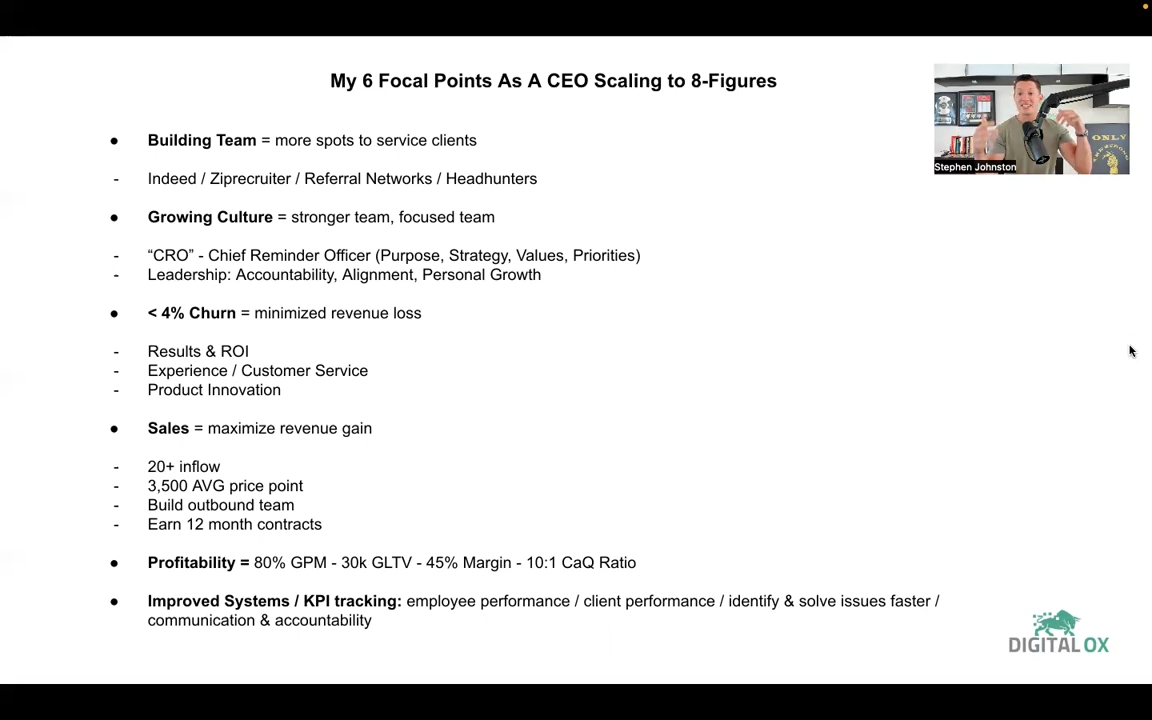 My 6 Focal Points As A CEO Scaling to 8-Figures
● Building Team = more spots to service clients
- Indeed / Ziprecruiter / Referral Networks / Headhunters
● Growing Culture = stronger team, focused team
- “CRO” - Chief Reminder Officer (Purpose, Strategy, Values, Priorities)
- Leadership: Accountability, Alignment, Personal Growth
● < 4% Churn = minimized revenue loss
- Results & ROI
- Experience / Customer Service
- Product Innovation
● Sales = maximize revenue gain
- 20+ inflow
- 3,500 AVG price point
- Build outbound team
- Earn 12 month contracts
● Profitability = 80% GPM - 30k GLTV - 45% Margin - 10:1 CaQ Ratio
● Improved Systems / KPI tracking: employee performance / client performance / identify & solve issues faster /
communication & accountability
ONLY
Stephen Johnston
DIGITAL OX